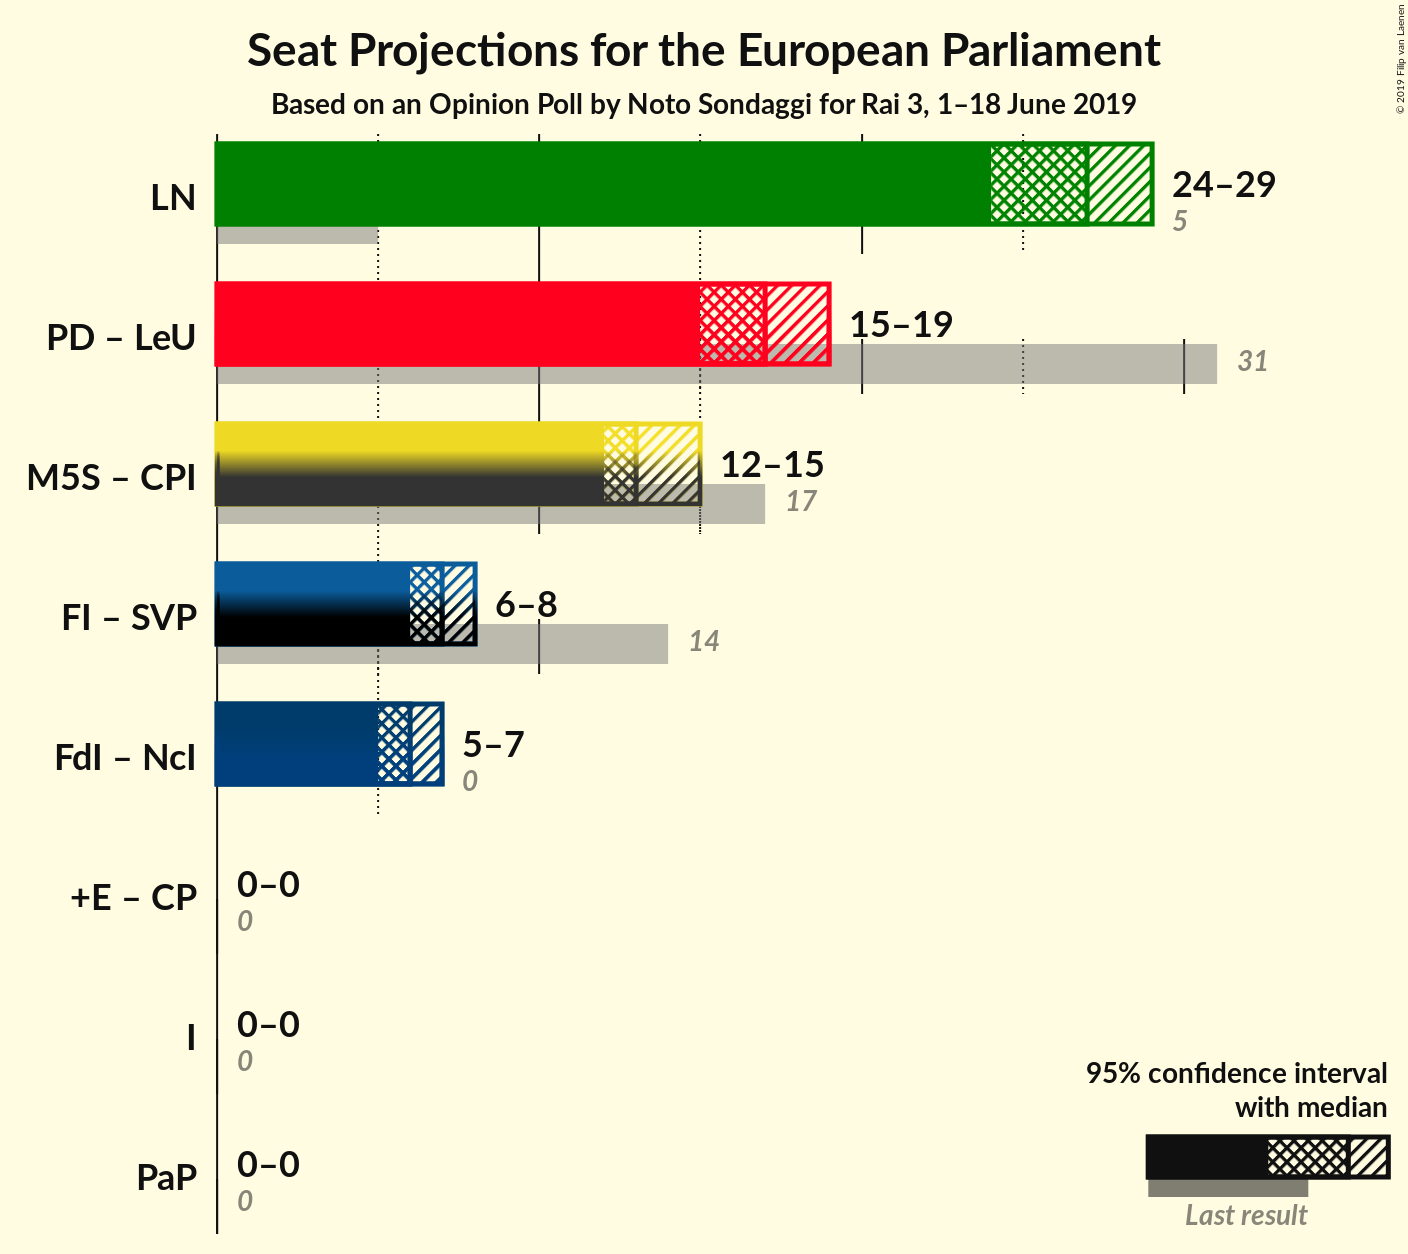 Seat Projections for the European Parliament
Based on an Opinion Poll by Noto Sondaggi for Rai 3, 1–18 June 2019
© 2019 Filip van Laenen
LN
24–29
5
PD – LeU
15–19
31
M5S – CPI
12–15
17
FI – SVP
6–8
14
FdI – NcI
5–7
0
+E – CP
0–0
0
I
0–0
0
PaP
0–0
0
95% confidence interval
with median
Last result